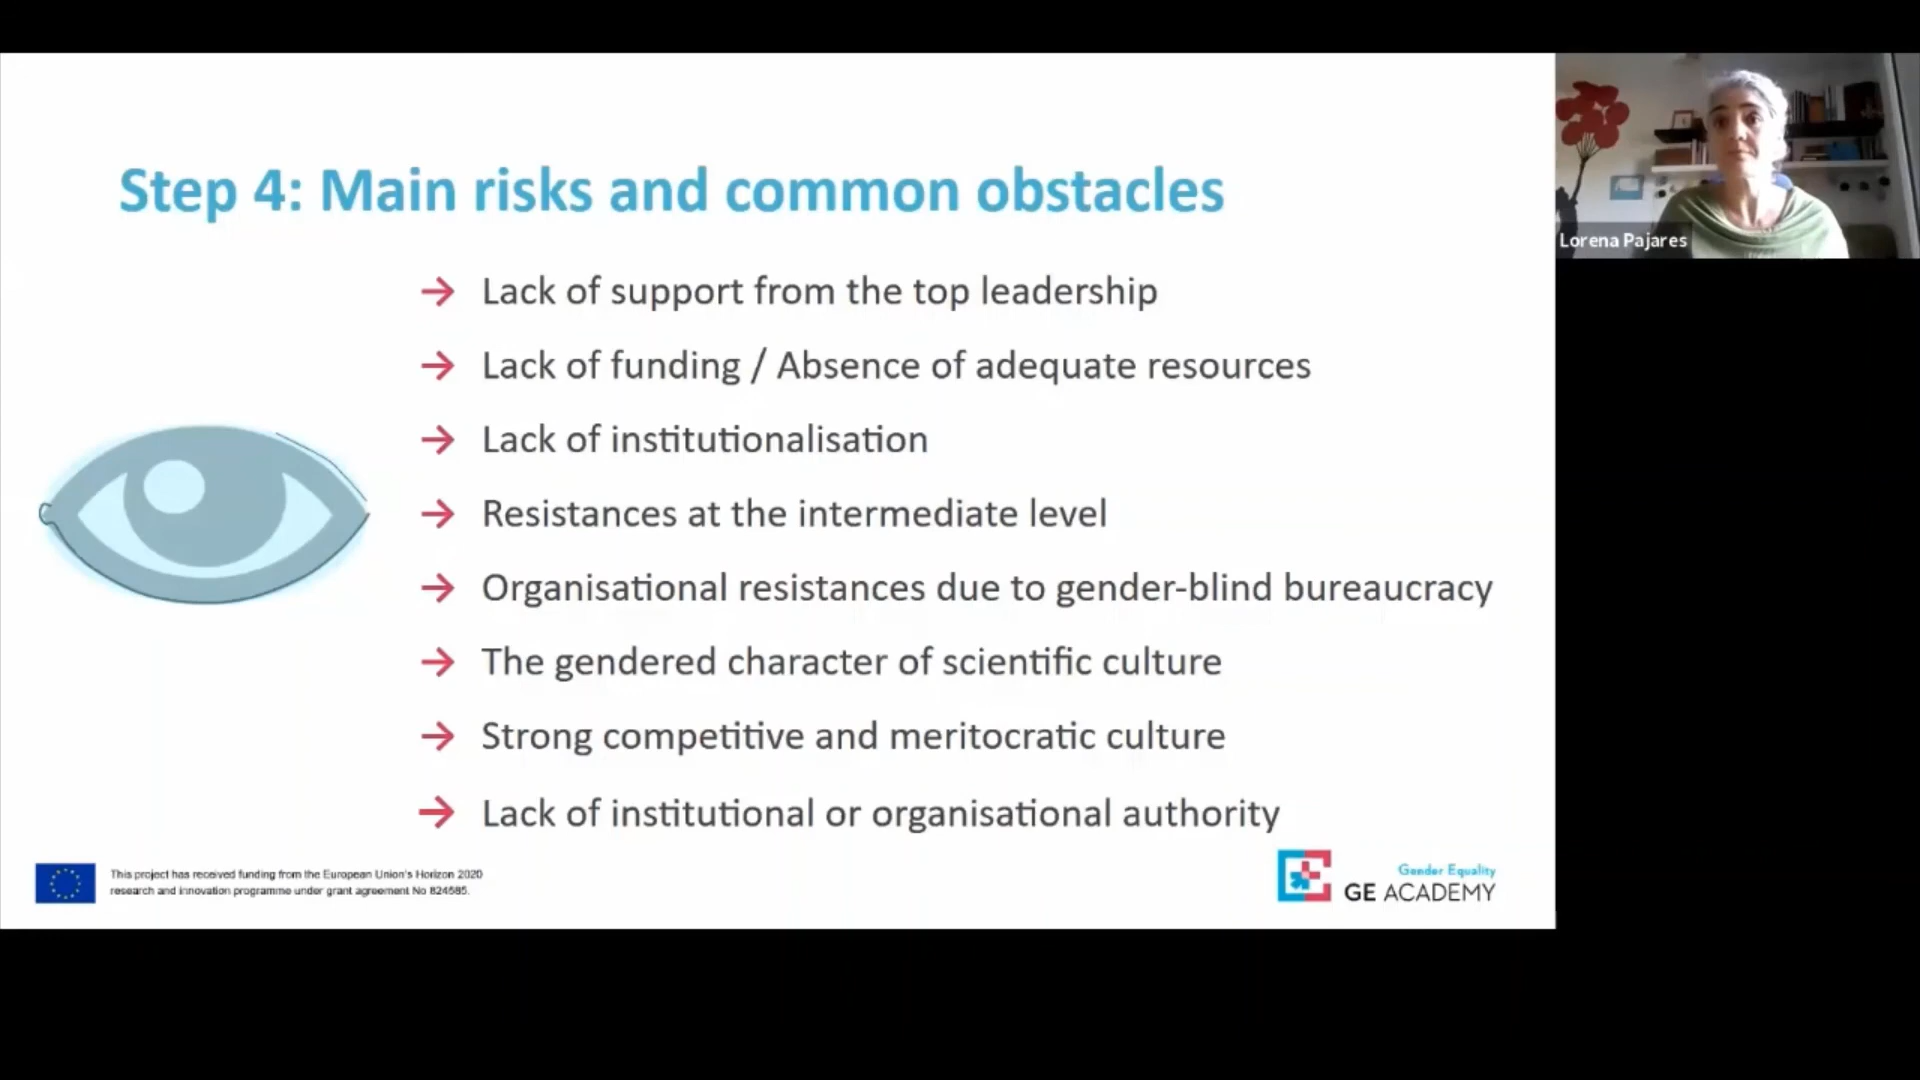 Step 4: Main risks and common obstacles
Lorena Pajares
→ Lack of support from the top leadership
→ Lack of funding / Absence of adequate resources
→ Lack of institutionalisation
→ Resistances at the intermediate level
→ Organisational resistances due to gender-blind bureaucracy
→ The gendered character of scientific culture
→ Strong competitive and meritocratic culture
→ Lack of institutional or organisational authority
This project has received funding from the European Union's Horizon 2020
research and innovation programme under grant agreement No 824585.
Gender Equality
GE ACADEMY